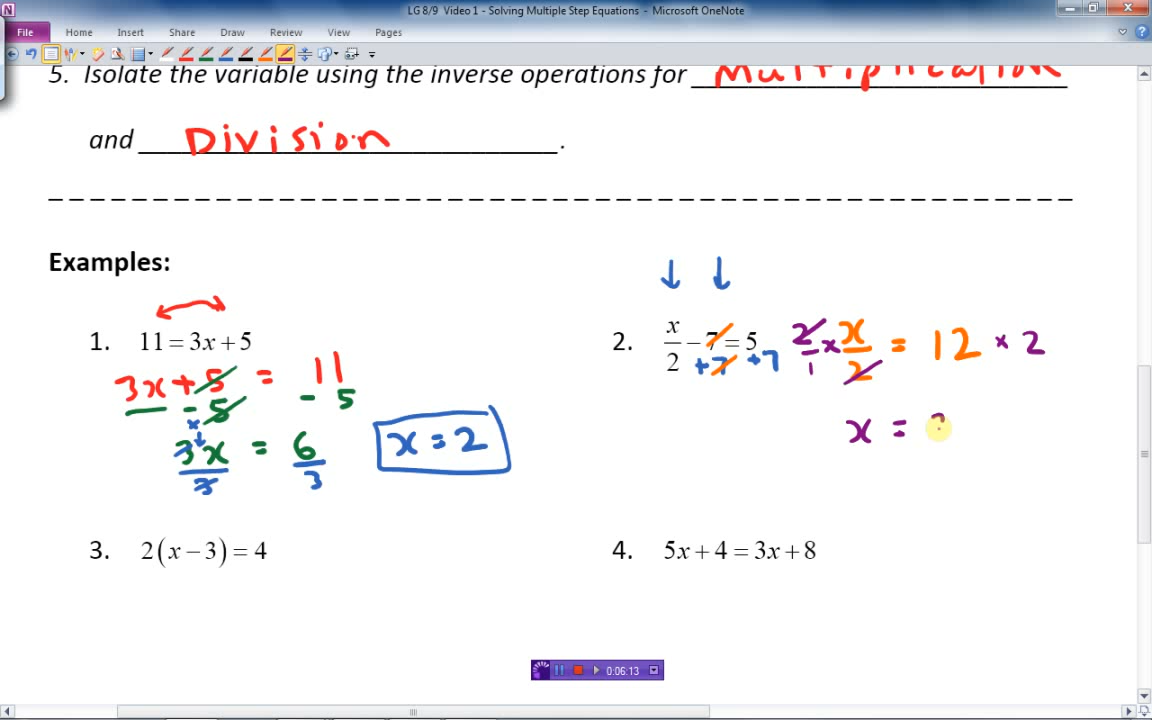 LG 8/9 Video 1 - Solving Multiple Step Equations - Microsoft OneNote
File Home Insert Share Draw Review View Pages
5. Isolate the variable using the inverse operations for Multiplication
and Division.
Examples:
1. 11 = 3x + 5
3x + 5 = 11
- 5 - 5
3x = 6
3 3
x = 2
2. x/2 - 7 = 5
+7 +7
2/1 × x/2 = 12 × 2
x =
3. 2(x - 3) = 4
4. 5x + 4 = 3x + 8
0:06:13